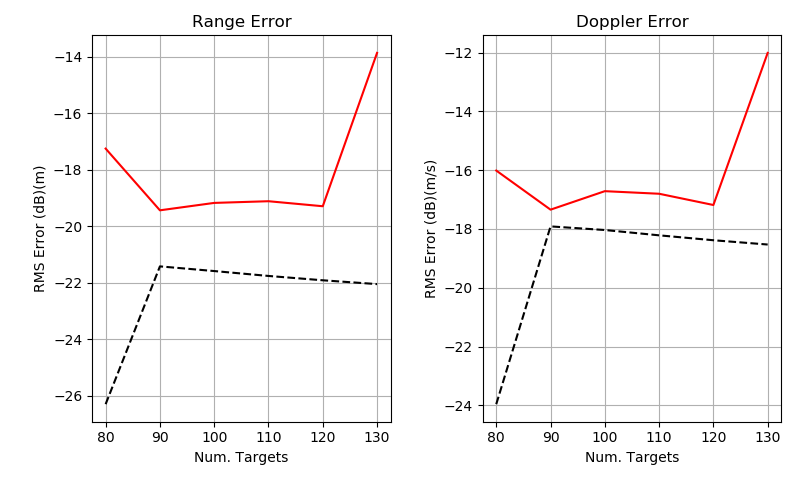 Range Error
RMS Error (dB)(m)
−14
−16
−18
−20
−22
−24
−26
80 90 100 110 120 130
Num. Targets
Doppler Error
RMS Error (dB)(m/s)
−12
−14
−16
−18
−20
−22
−24
80 90 100 110 120 130
Num. Targets